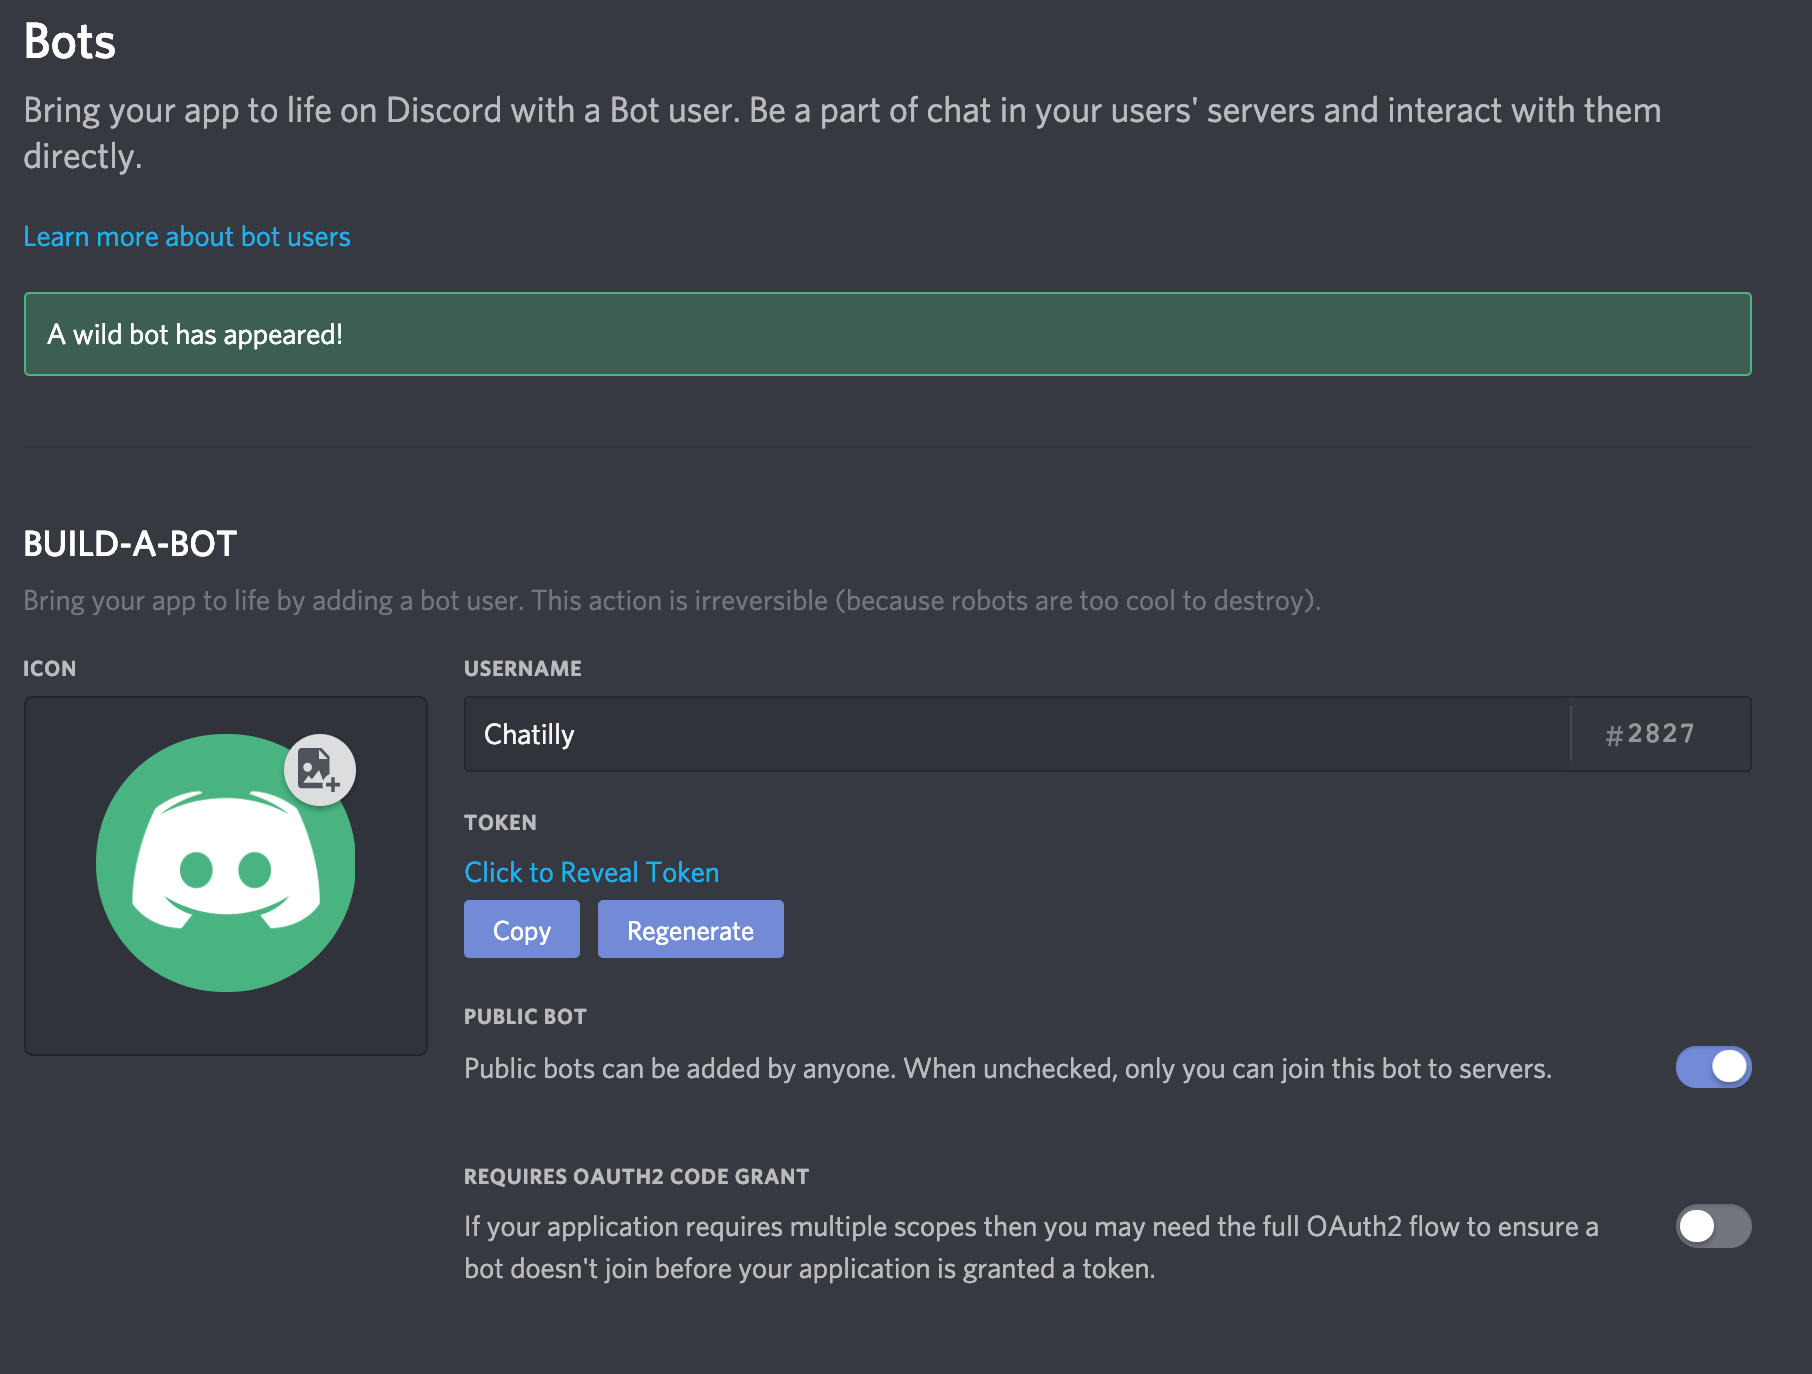 Bots
Bring your app to life on Discord with a Bot user. Be a part of chat in your users' servers and interact with them
directly.
Learn more about bot users
A wild bot has appeared!
BUILD-A-BOT
Bring your app to life by adding a bot user. This action is irreversible (because robots are too cool to destroy).
ICON
USERNAME
Chatilly
#2827
TOKEN
Click to Reveal Token
Copy
Regenerate
PUBLIC BOT
Public bots can be added by anyone. When unchecked, only you can join this bot to servers.
REQUIRES OAUTH2 CODE GRANT
If your application requires multiple scopes then you may need the full OAuth2 flow to ensure a
bot doesn't join before your application is granted a token.